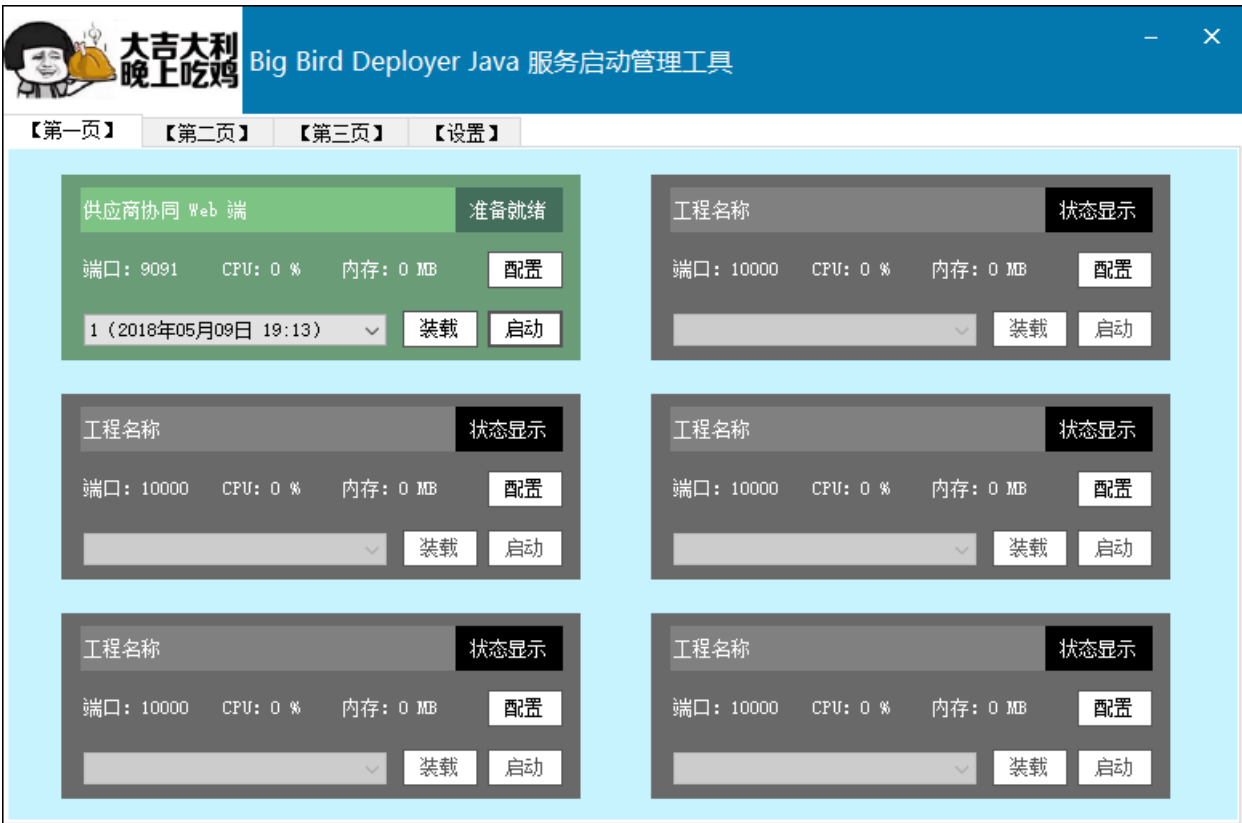 大吉大利
晚上吃鸡
Big Bird Deployer Java 服务启动管理工具
【第一页】 【第二页】 【第三页】 【设置】
供应商协同 Web 端 准备就绪
端口: 9091 CPU: 0 % 内存: 0 MB 配置
1 (2018年05月09日 19:13) 装载 启动
工程名称 状态显示
端口: 10000 CPU: 0 % 内存: 0 MB 配置
装载 启动
工程名称 状态显示
端口: 10000 CPU: 0 % 内存: 0 MB 配置
装载 启动
工程名称 状态显示
端口: 10000 CPU: 0 % 内存: 0 MB 配置
装载 启动
工程名称 状态显示
端口: 10000 CPU: 0 % 内存: 0 MB 配置
装载 启动
工程名称 状态显示
端口: 10000 CPU: 0 % 内存: 0 MB 配置
装载 启动